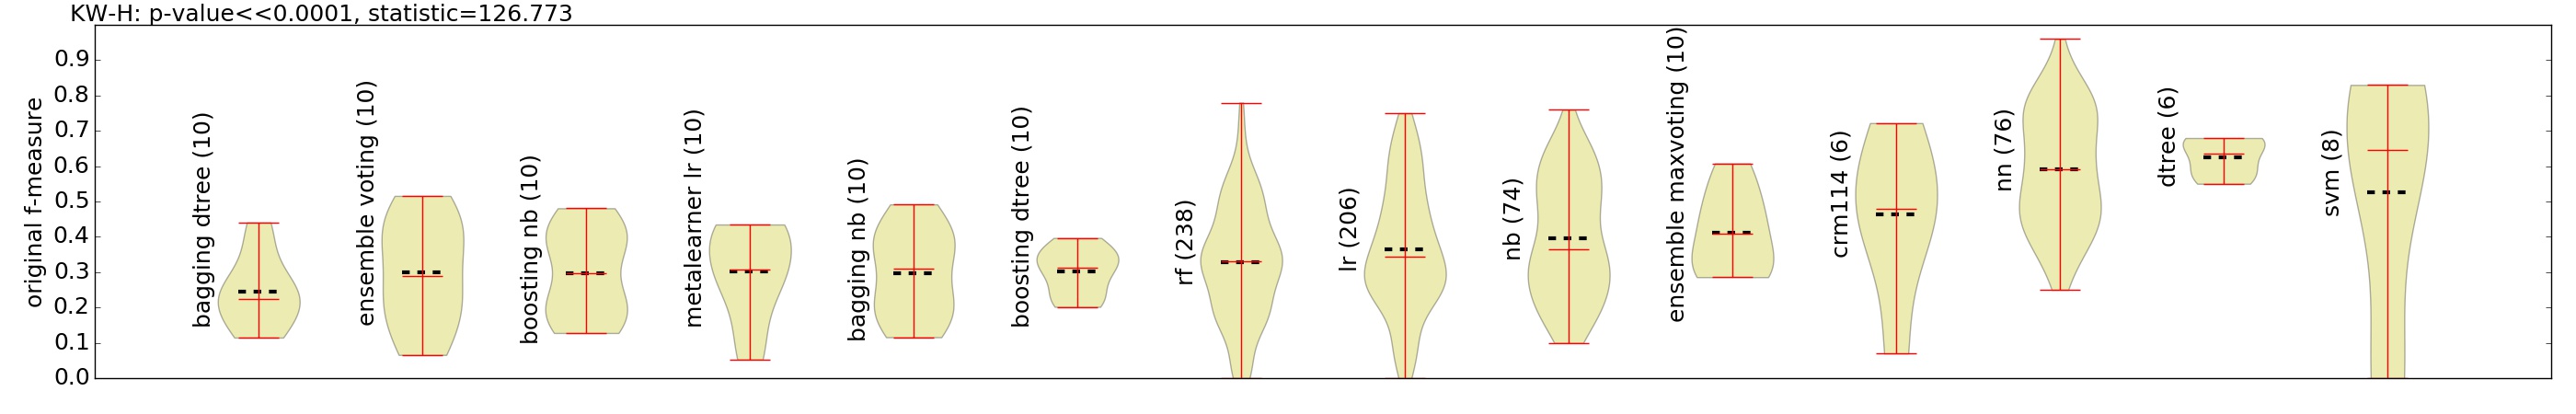 KW-H: p-value<<0.0001, statistic=126.773
original f-measure
0.9
0.8
0.7
0.6
0.5
0.4
0.3
0.2
0.1
0.0
bagging dtree (10)
ensemble voting (10)
boosting nb (10)
metalearner lr (10)
bagging nb (10)
boosting dtree (10)
rf (238)
lr (206)
nb (74)
ensemble maxvoting (10)
crm114 (6)
nn (76)
dtree (6)
svm (8)